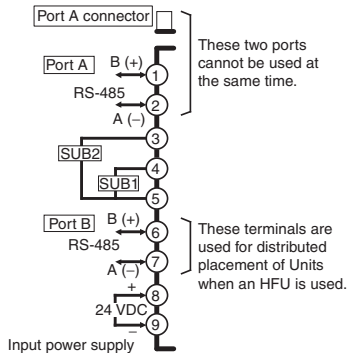 Port A connector
These two ports
cannot be used at
the same time.
Port A
B (+)
1
RS-485
2
A (−)
3
SUB2
4
SUB1
5
Port B
B (+)
6
RS-485
A (−)
7
These terminals are
used for distributed
placement of Units
when an HFU is used.
+
8
24 VDC
−
9
Input power supply